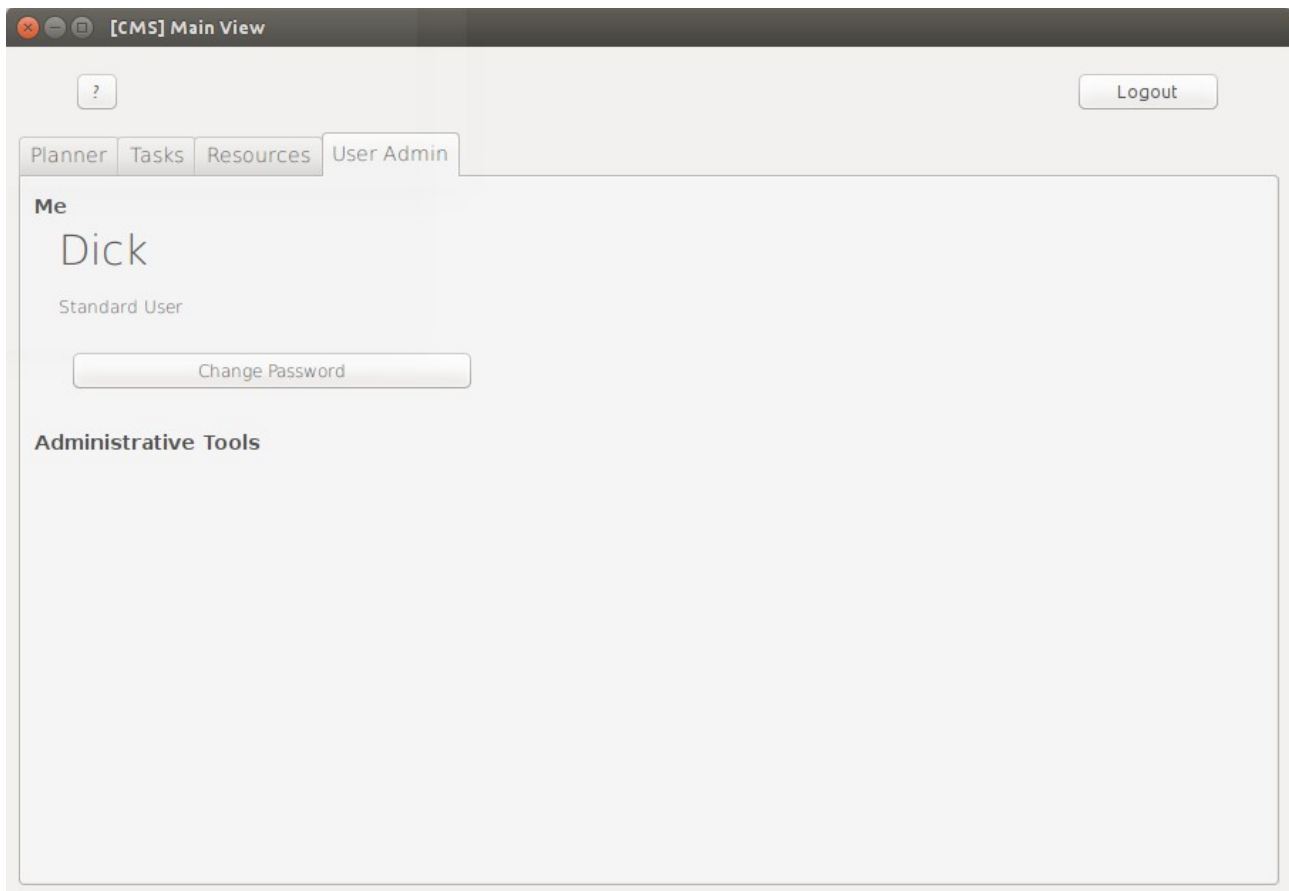 [CMS] Main View
?
Logout
Planner Tasks Resources User Admin
Me
Dick
Standard User
Change Password
Administrative Tools